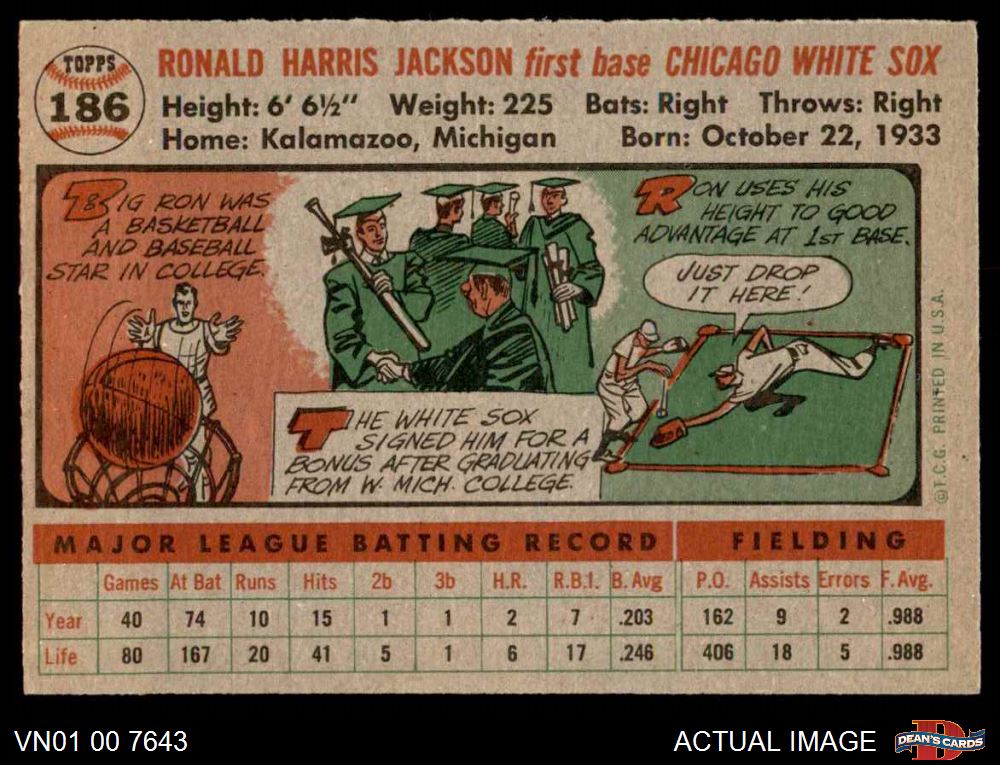 TOPPS
186
RONALD HARRIS JACKSON first base CHICAGO WHITE SOX
Height: 6' 6½" Weight: 225 Bats: Right Throws: Right
Home: Kalamazoo, Michigan Born: October 22, 1933
BIG RON WAS
A BASKETBALL
AND BASEBALL
STAR IN COLLEGE.
THE WHITE SOX
SIGNED HIM FOR A
BONUS AFTER GRADUATING
FROM W. MICH. COLLEGE.
RON USES HIS
HEIGHT TO GOOD
ADVANTAGE AT 1ST BASE.
JUST DROP
IT HERE!
©T.C.G. PRINTED IN U.S.A.
MAJOR LEAGUE BATTING RECORD FIELDING
Games At Bat Runs Hits 2b 3b H.R. R.B.I. B. Avg P.O. Assists Errors F. Avg.
Year 40 74 10 15 1 1 2 7 .203 162 9 2 .988
Life 80 167 20 41 5 1 6 17 .246 406 18 5 .988
VN01 00 7643
ACTUAL IMAGE
DEAN'S CARDS